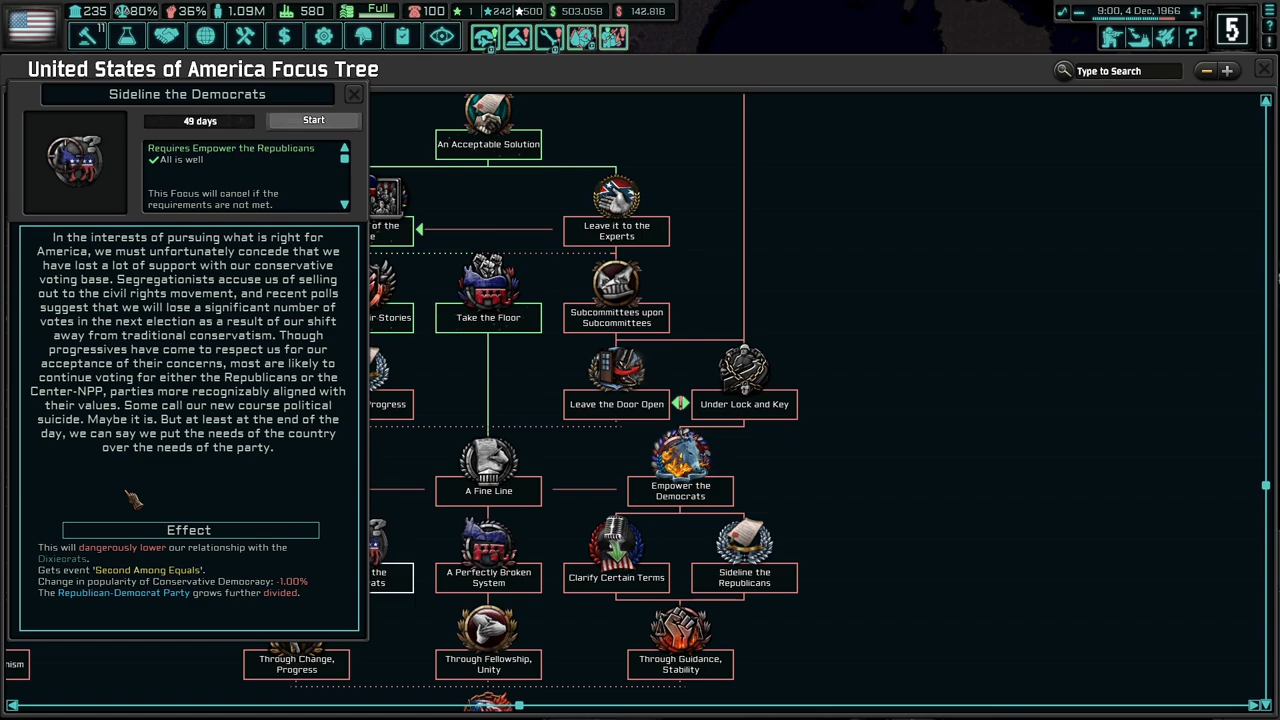 235 80% 36% 1.09M 580 Full 100 1 242 500 $ 503.05B $ 142.81B
9:00, 4 Dec, 1966
11
5
United States of America Focus Tree
Type to Search
Sideline the Democrats
49 days
Start
Requires Empower the Republicans
All is well
This Focus will cancel if the
requirements are not met.
In the interests of pursuing what is right for
America, we must unfortunately concede that we
have lost a lot of support with our conservative
voting base. Segregationists accuse us of selling
out to the civil rights movement, and recent polls
suggest that we will lose a significant number of
votes in the next election as a result of our shift
away from traditional conservatism. Though
progressives have come to respect us for our
acceptance of their concerns, most are likely to
continue voting for either the Republicans or the
Center-NPP, parties more recognizably aligned with
their values. Some call our new course political
suicide. Maybe it is. But at least at the end of the
day, we can say we put the needs of the country
over the needs of the party.
Effect
This will dangerously lower our relationship with the
Dixiecrats.
Gets event 'Second Among Equals'.
Change in popularity of Conservative Democracy: -1.00%
The Republican-Democrat Party grows further divided.
An Acceptable Solution
of the
Leave it to the
Experts
ir Stories
Take the Floor
Subcommittees upon
Subcommittees
Progress
Leave the Door Open
Under Lock and Key
A Fine Line
Empower the
Democrats
the
ats
A Perfectly Broken
System
Clarify Certain Terms
Sideline the
Republicans
nism
Through Change,
Progress
Through Fellowship,
Unity
Through Guidance,
Stability